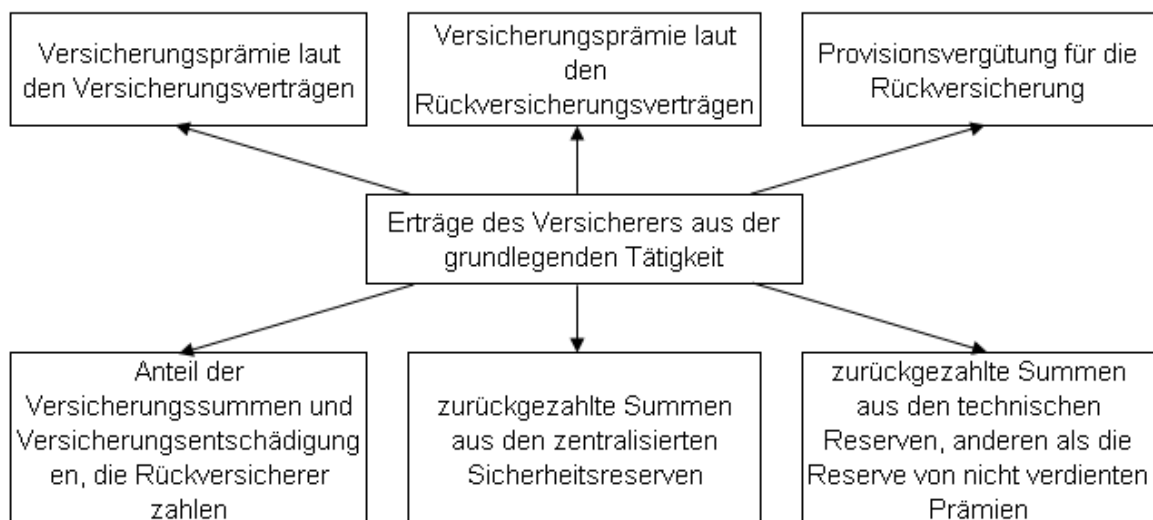 Versicherungsprämie laut
den Versicherungsverträgen
Versicherungsprämie laut
den
Rückversicherungsverträgen
Provisionsvergütung für die
Rückversicherung
Erträge des Versicherers aus der
grundlegenden Tätigkeit
Anteil der
Versicherungssummen und
Versicherungsentschädigung
en, die Rückversicherer
zahlen
zurückgezahlte Summen
aus den zentralisierten
Sicherheitsreserven
zurückgezahlte Summen
aus den technischen
Reserven, anderen als die
Reserve von nicht verdienten
Prämien